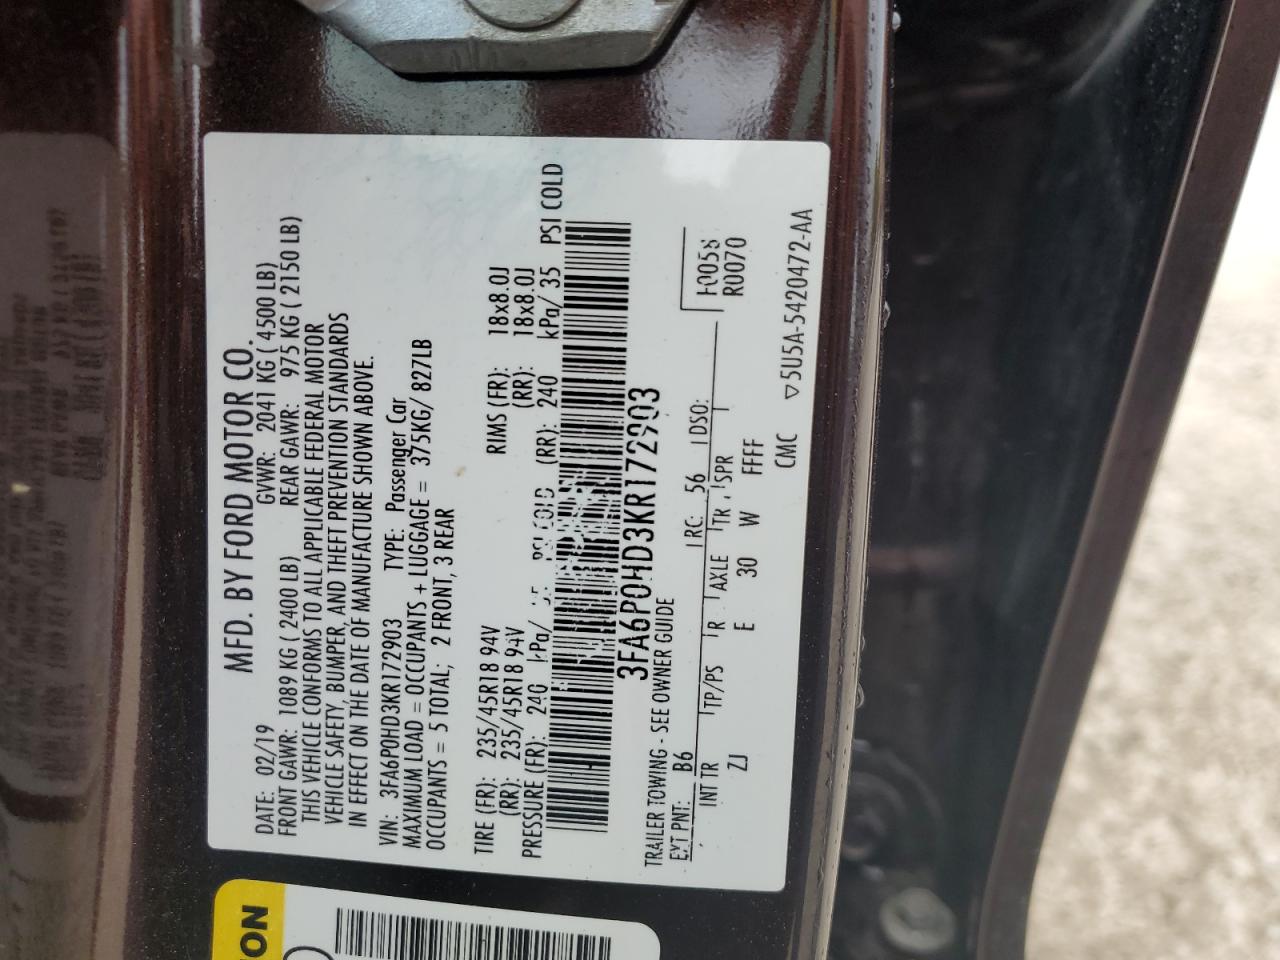 MFD. BY FORD MOTOR CO.
DATE: 02/19 GVWR: 2041 KG ( 4500 LB)
FRONT GAWR: 1089 KG ( 2400 LB) REAR GAWR: 975 KG ( 2150 LB)
THIS VEHICLE CONFORMS TO ALL APPLICABLE FEDERAL MOTOR
VEHICLE SAFETY, BUMPER, AND THEFT PREVENTION STANDARDS
IN EFFECT ON THE DATE OF MANUFACTURE SHOWN ABOVE.
VIN: 3FA6P0HD3KR172903 TYPE: Passenger Car
MAXIMUM LOAD = OCCUPANTS + LUGGAGE = 375KG/ 827LB
OCCUPANTS = 5 TOTAL; 2 FRONT, 3 REAR
TIRE (FR): 235/45R18 94V RIMS (FR): 18x8.0J
(RR): 235/45R18 94V (RR): 18x8.0J
PRESSURE (FR): 240 kPa/ PSI COLD (RR): 240 kPa/ 35 PSI COLD
3FA6P0HD3KR172903
TRAILER TOWING - SEE OWNER GUIDE
EXT PNT: B6 RC: 56 DSO:
INT TR TP/PS R AXLE TR SPR
ZJ E 30 W FFFF
R0070
CMC ▽5U5A-5420472-AA
ION